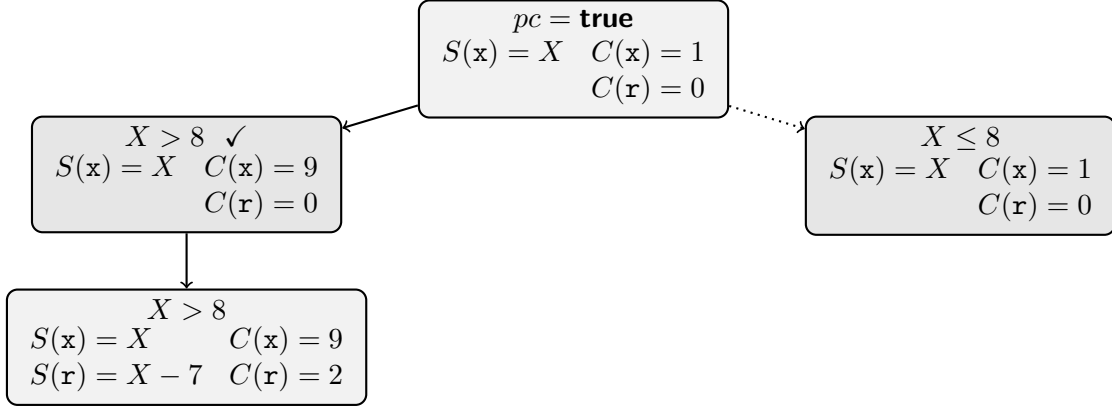 pc = true
S(x) = X C(x) = 1
C(r) = 0
X > 8 ✓
S(x) = X C(x) = 9
C(r) = 0
X ≤ 8
S(x) = X C(x) = 1
C(r) = 0
X > 8
S(x) = X C(x) = 9
S(r) = X − 7 C(r) = 2